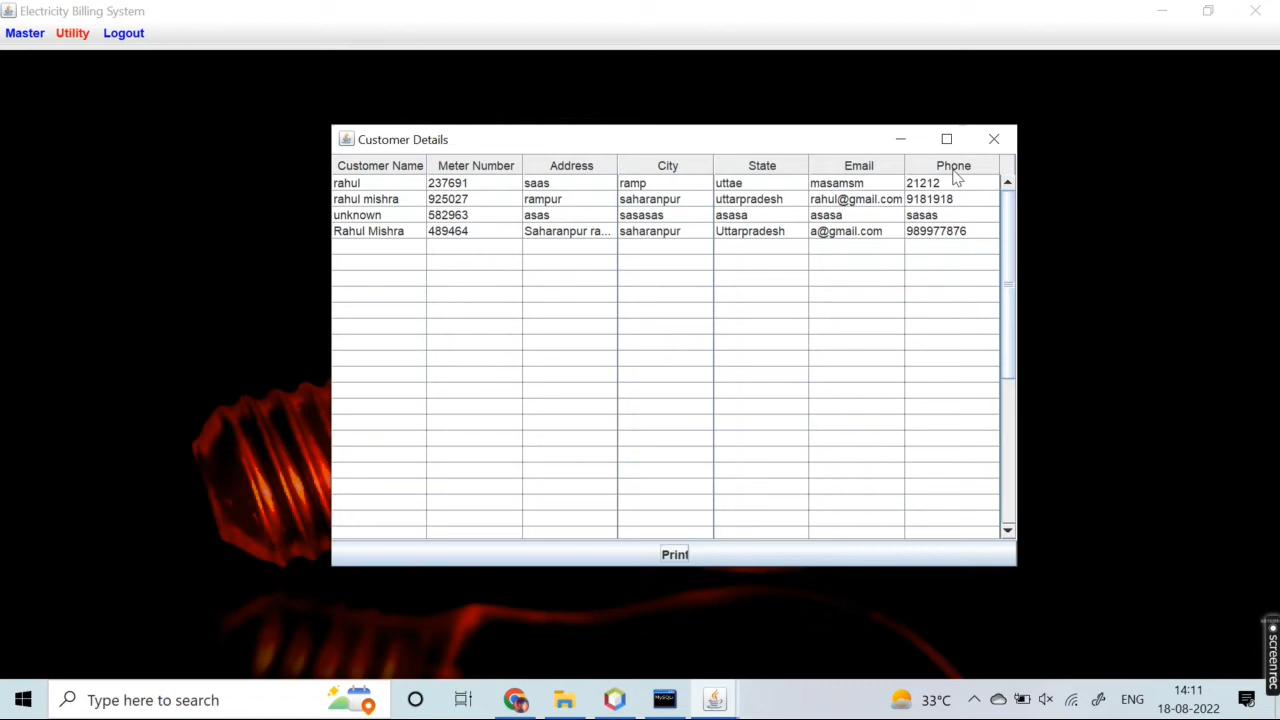 Electricity Billing System
Master Utility Logout
Customer Details
Customer Name Meter Number Address City State Email Phone
rahul 237691 saas ramp uttae masamsm 21212
rahul mishra 925027 rampur saharanpur uttarpradesh rahul@gmail.com 9181918
unknown 582963 asas sasasas asasa asasa sasas
Rahul Mishra 489464 Saharanpur ra... saharanpur Uttarpradesh a@gmail.com 989977876
Print
screenrec
Type here to search
MySQL
33°C
ENG
14:11
18-08-2022